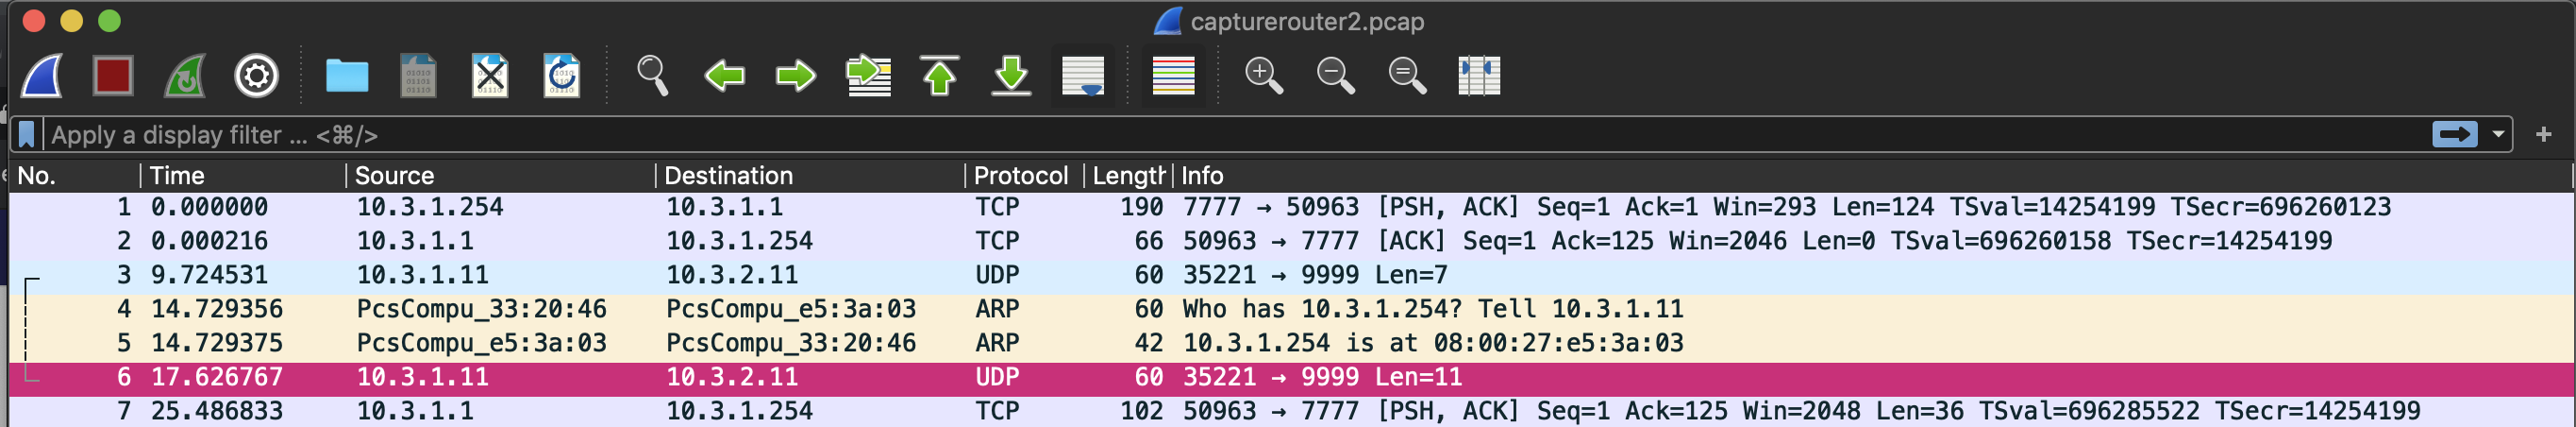 capturerouter2.pcap
Apply a display filter ... <⌘/>
No. Time Source Destination Protocol Length Info
1 0.000000 10.3.1.254 10.3.1.1 TCP 190 7777 → 50963 [PSH, ACK] Seq=1 Ack=1 Win=293 Len=124 TSval=14254199 TSecr=696260123
2 0.000216 10.3.1.1 10.3.1.254 TCP 66 50963 → 7777 [ACK] Seq=1 Ack=125 Win=2046 Len=0 TSval=696260158 TSecr=14254199
3 9.724531 10.3.1.11 10.3.2.11 UDP 60 35221 → 9999 Len=7
4 14.729356 PcsCompu_33:20:46 PcsCompu_e5:3a:03 ARP 60 Who has 10.3.1.254? Tell 10.3.1.11
5 14.729375 PcsCompu_e5:3a:03 PcsCompu_33:20:46 ARP 42 10.3.1.254 is at 08:00:27:e5:3a:03
6 17.626767 10.3.1.11 10.3.2.11 UDP 60 35221 → 9999 Len=11
7 25.486833 10.3.1.1 10.3.1.254 TCP 102 50963 → 7777 [PSH, ACK] Seq=1 Ack=125 Win=2048 Len=36 TSval=696285522 TSecr=14254199